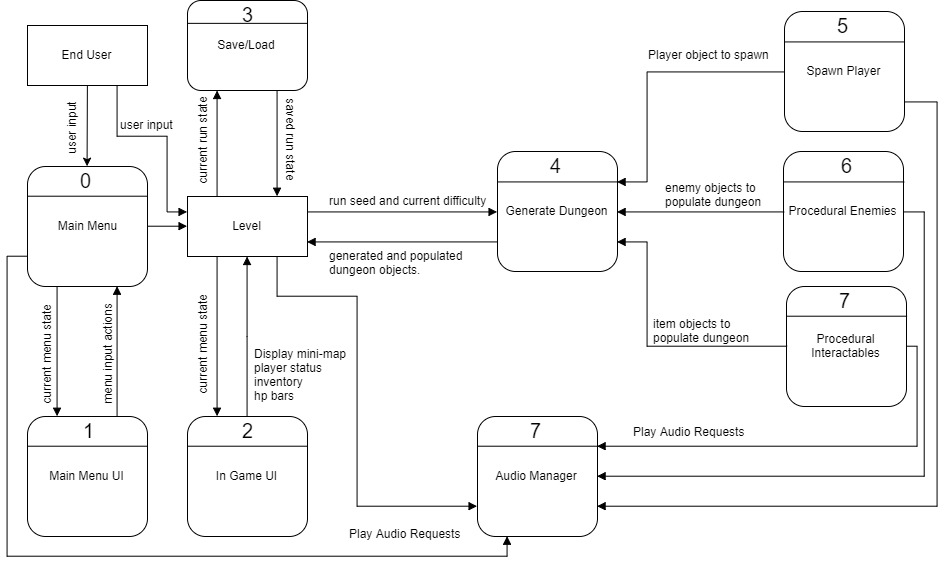 3
Save/Load
5
Spawn Player
End User
Player object to spawn
user input
user input
current run state
saved run state
0
Main Menu
4
Generate Dungeon
6
Procedural Enemies
enemy objects to
populate dungeon
run seed and current difficulty
Level
generated and populated
dungeon objects.
7
Procedural
Interactables
item objects to
populate dungeon
current menu state
menu input actions
current menu state
Display mini-map
player status
inventory
hp bars
1
Main Menu UI
2
In Game UI
7
Audio Manager
Play Audio Requests
Play Audio Requests